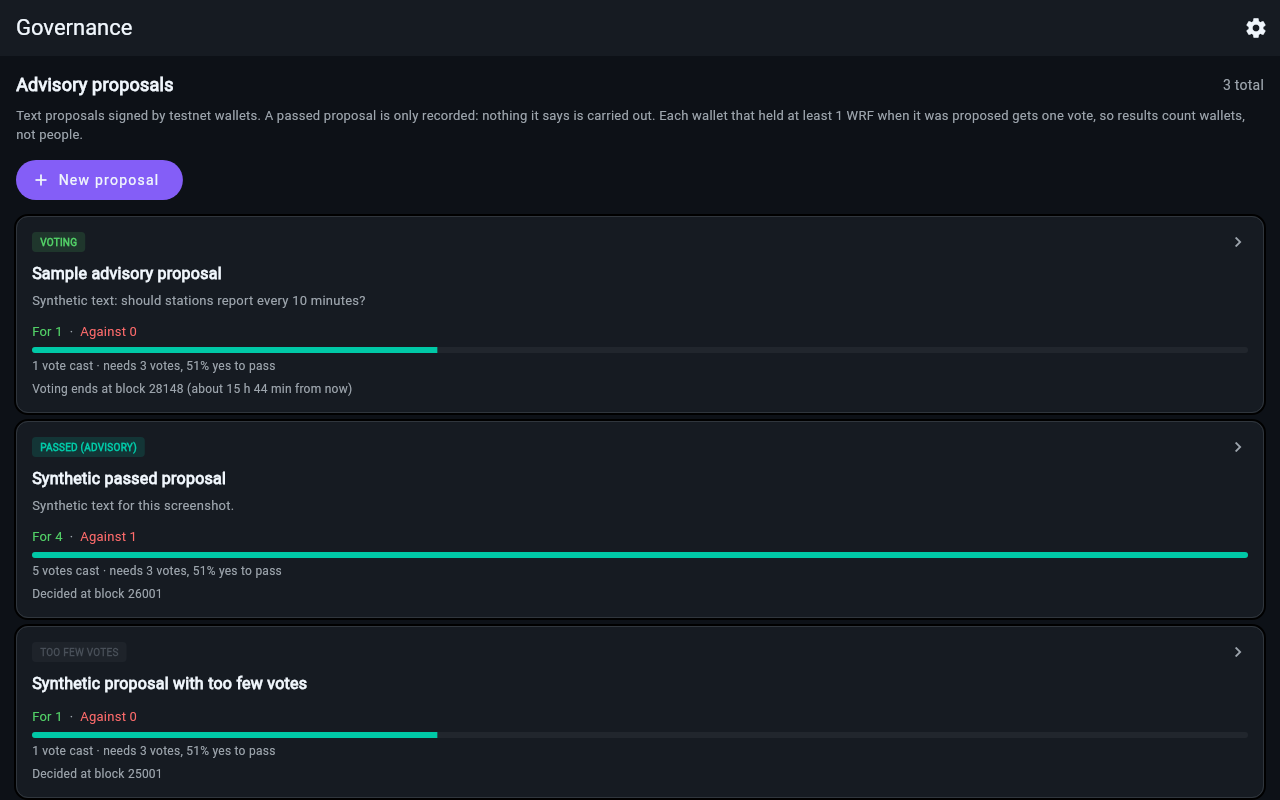 Governance
Advisory proposals
3 total
Text proposals signed by testnet wallets. A passed proposal is only recorded: nothing it says is carried out. Each wallet that held at least 1 WRF when it was proposed gets one vote, so results count wallets,
not people.
New proposal
VOTING
Sample advisory proposal
Synthetic text: should stations report every 10 minutes?
For 1 · Against 0
1 vote cast · needs 3 votes, 51% yes to pass
Voting ends at block 28148 (about 15 h 44 min from now)
PASSED (ADVISORY)
Synthetic passed proposal
Synthetic text for this screenshot.
For 4 · Against 1
5 votes cast · needs 3 votes, 51% yes to pass
Decided at block 26001
TOO FEW VOTES
Synthetic proposal with too few votes
For 1 · Against 0
1 vote cast · needs 3 votes, 51% yes to pass
Decided at block 25001